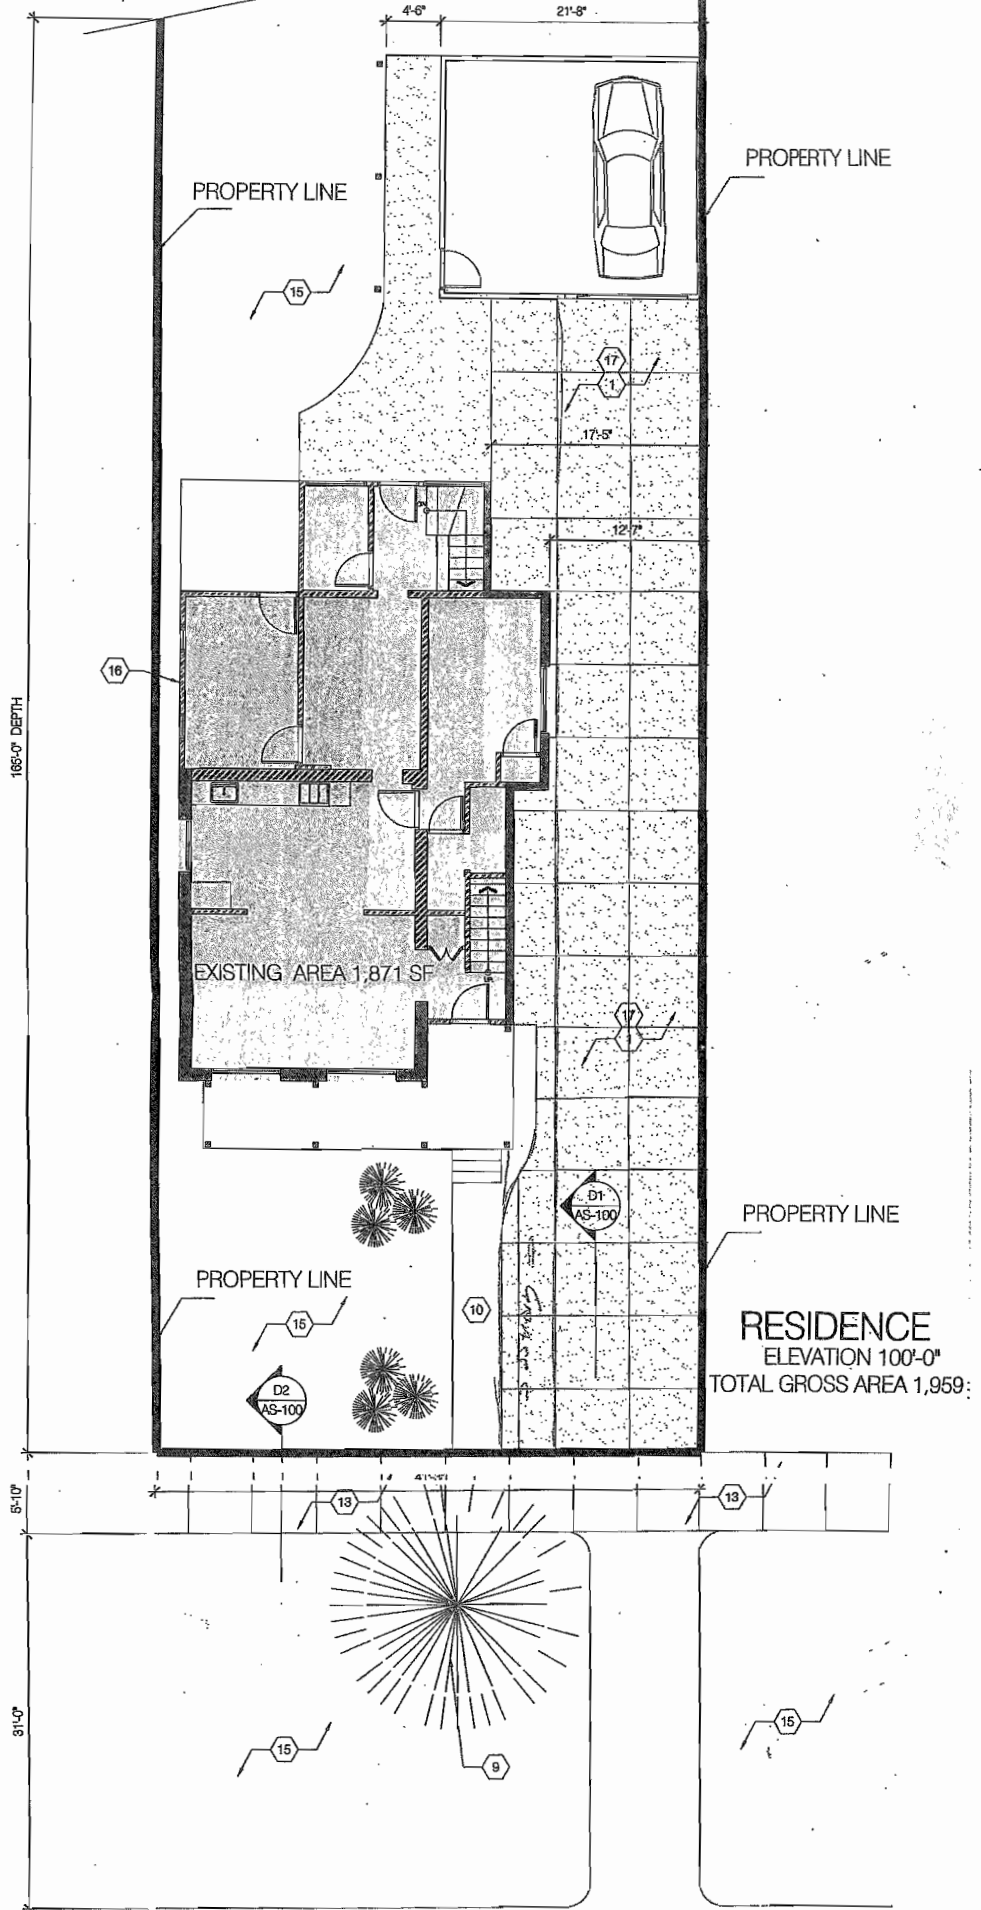 4'-6"
21'-8"
PROPERTY LINE
PROPERTY LINE
15
17
1
17'-5"
12'-7"
16
165'-0" DEPTH
EXISTING AREA 1,871 SF
17
D1
AS-100
PROPERTY LINE
PROPERTY LINE
10
15
RESIDENCE
ELEVATION 100'-0"
TOTAL GROSS AREA 1,959
D2
AS-100
5'-10"
13
13
31'-0"
15
15
9